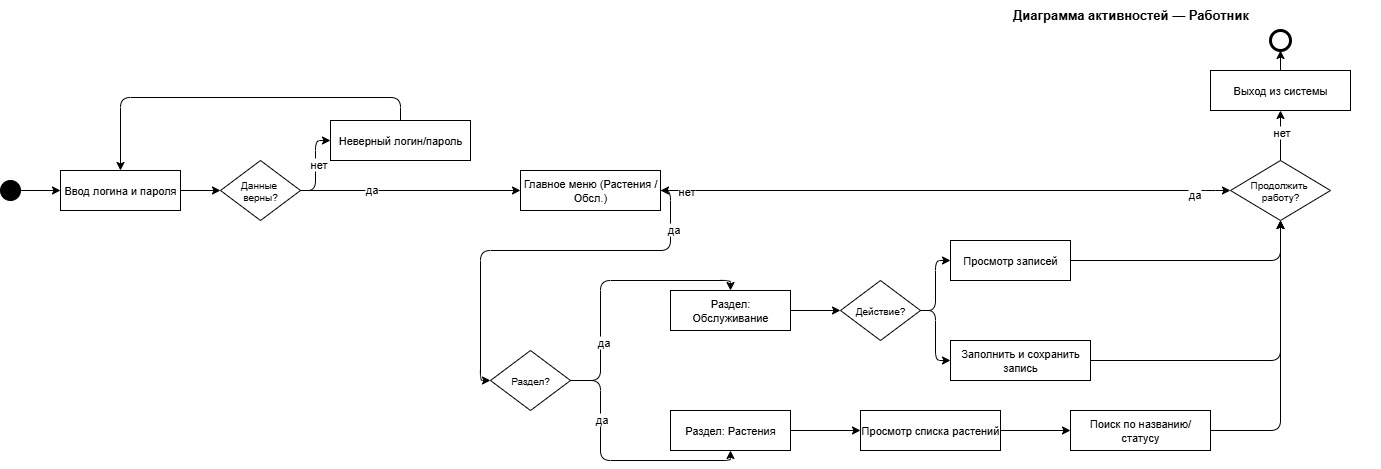 Диаграмма активностей — Работник
Выход из системы
нет
Неверный логин/пароль
нет
Ввод логина и пароля
Данные
верны?
да
Главное меню (Растения /
Обсл.)
нет
да
Продолжить
работу?
да
Просмотр записей
Раздел:
Обслуживание
Действие?
да
Заполнить и сохранить
запись
Раздел?
да
Раздел: Растения
Просмотр списка растений
Поиск по названию/
статусу